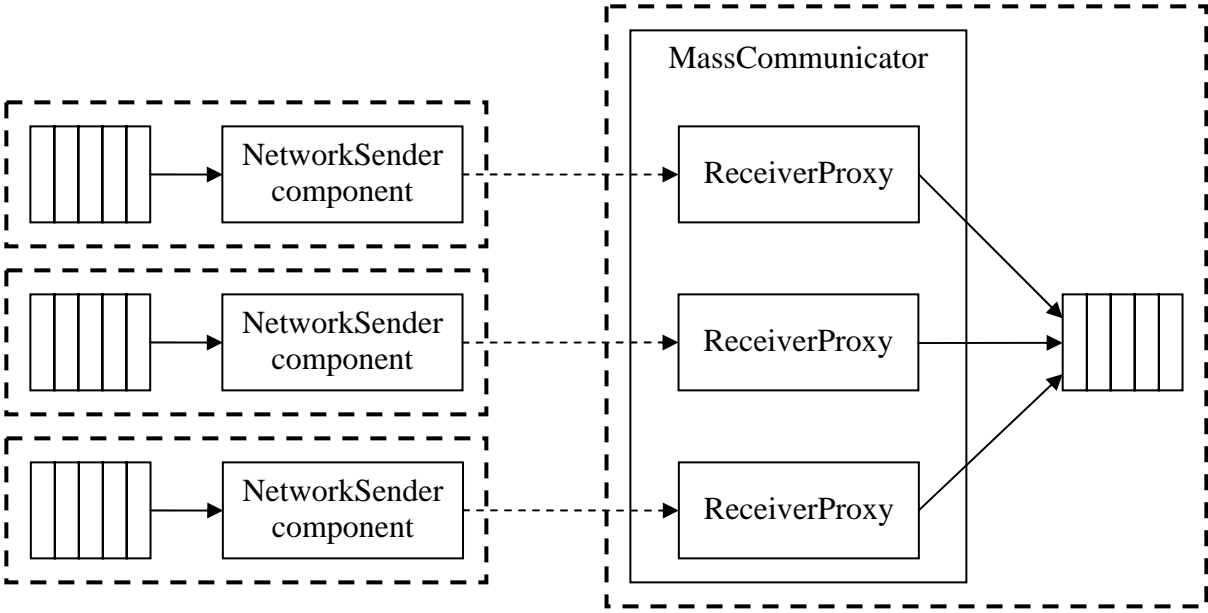 MassCommunicator
NetworkSender
component
ReceiverProxy
NetworkSender
component
ReceiverProxy
NetworkSender
component
ReceiverProxy